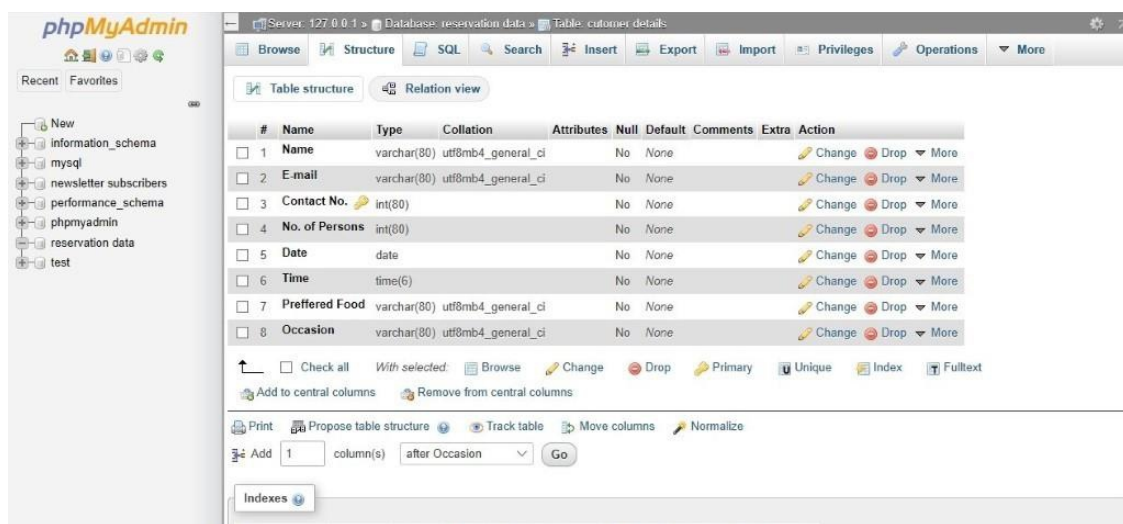 phpMyAdmin
Recent Favorites
New
information_schema
mysql
newsletter subscribers
performance_schema
phpmyadmin
reservation data
test
Server: 127.0.0.1 » Database: reservation data » Table: cutomer details
Browse Structure SQL Search Insert Export Import Privileges Operations More
Table structure Relation view
# Name Type Collation Attributes Null Default Comments Extra Action
1 Name varchar(80) utf8mb4_general_ci No None Change Drop More
2 E-mail varchar(80) utf8mb4_general_ci No None Change Drop More
3 Contact No. int(80) No None Change Drop More
4 No. of Persons int(80) No None Change Drop More
5 Date date No None Change Drop More
6 Time time(6) No None Change Drop More
7 Preffered Food varchar(80) utf8mb4_general_ci No None Change Drop More
8 Occasion varchar(80) utf8mb4_general_ci No None Change Drop More
Check all With selected: Browse Change Drop Primary Unique Index Fulltext
Add to central columns Remove from central columns
Print Propose table structure Track table Move columns Normalize
Add 1 column(s) after Occasion Go
Indexes